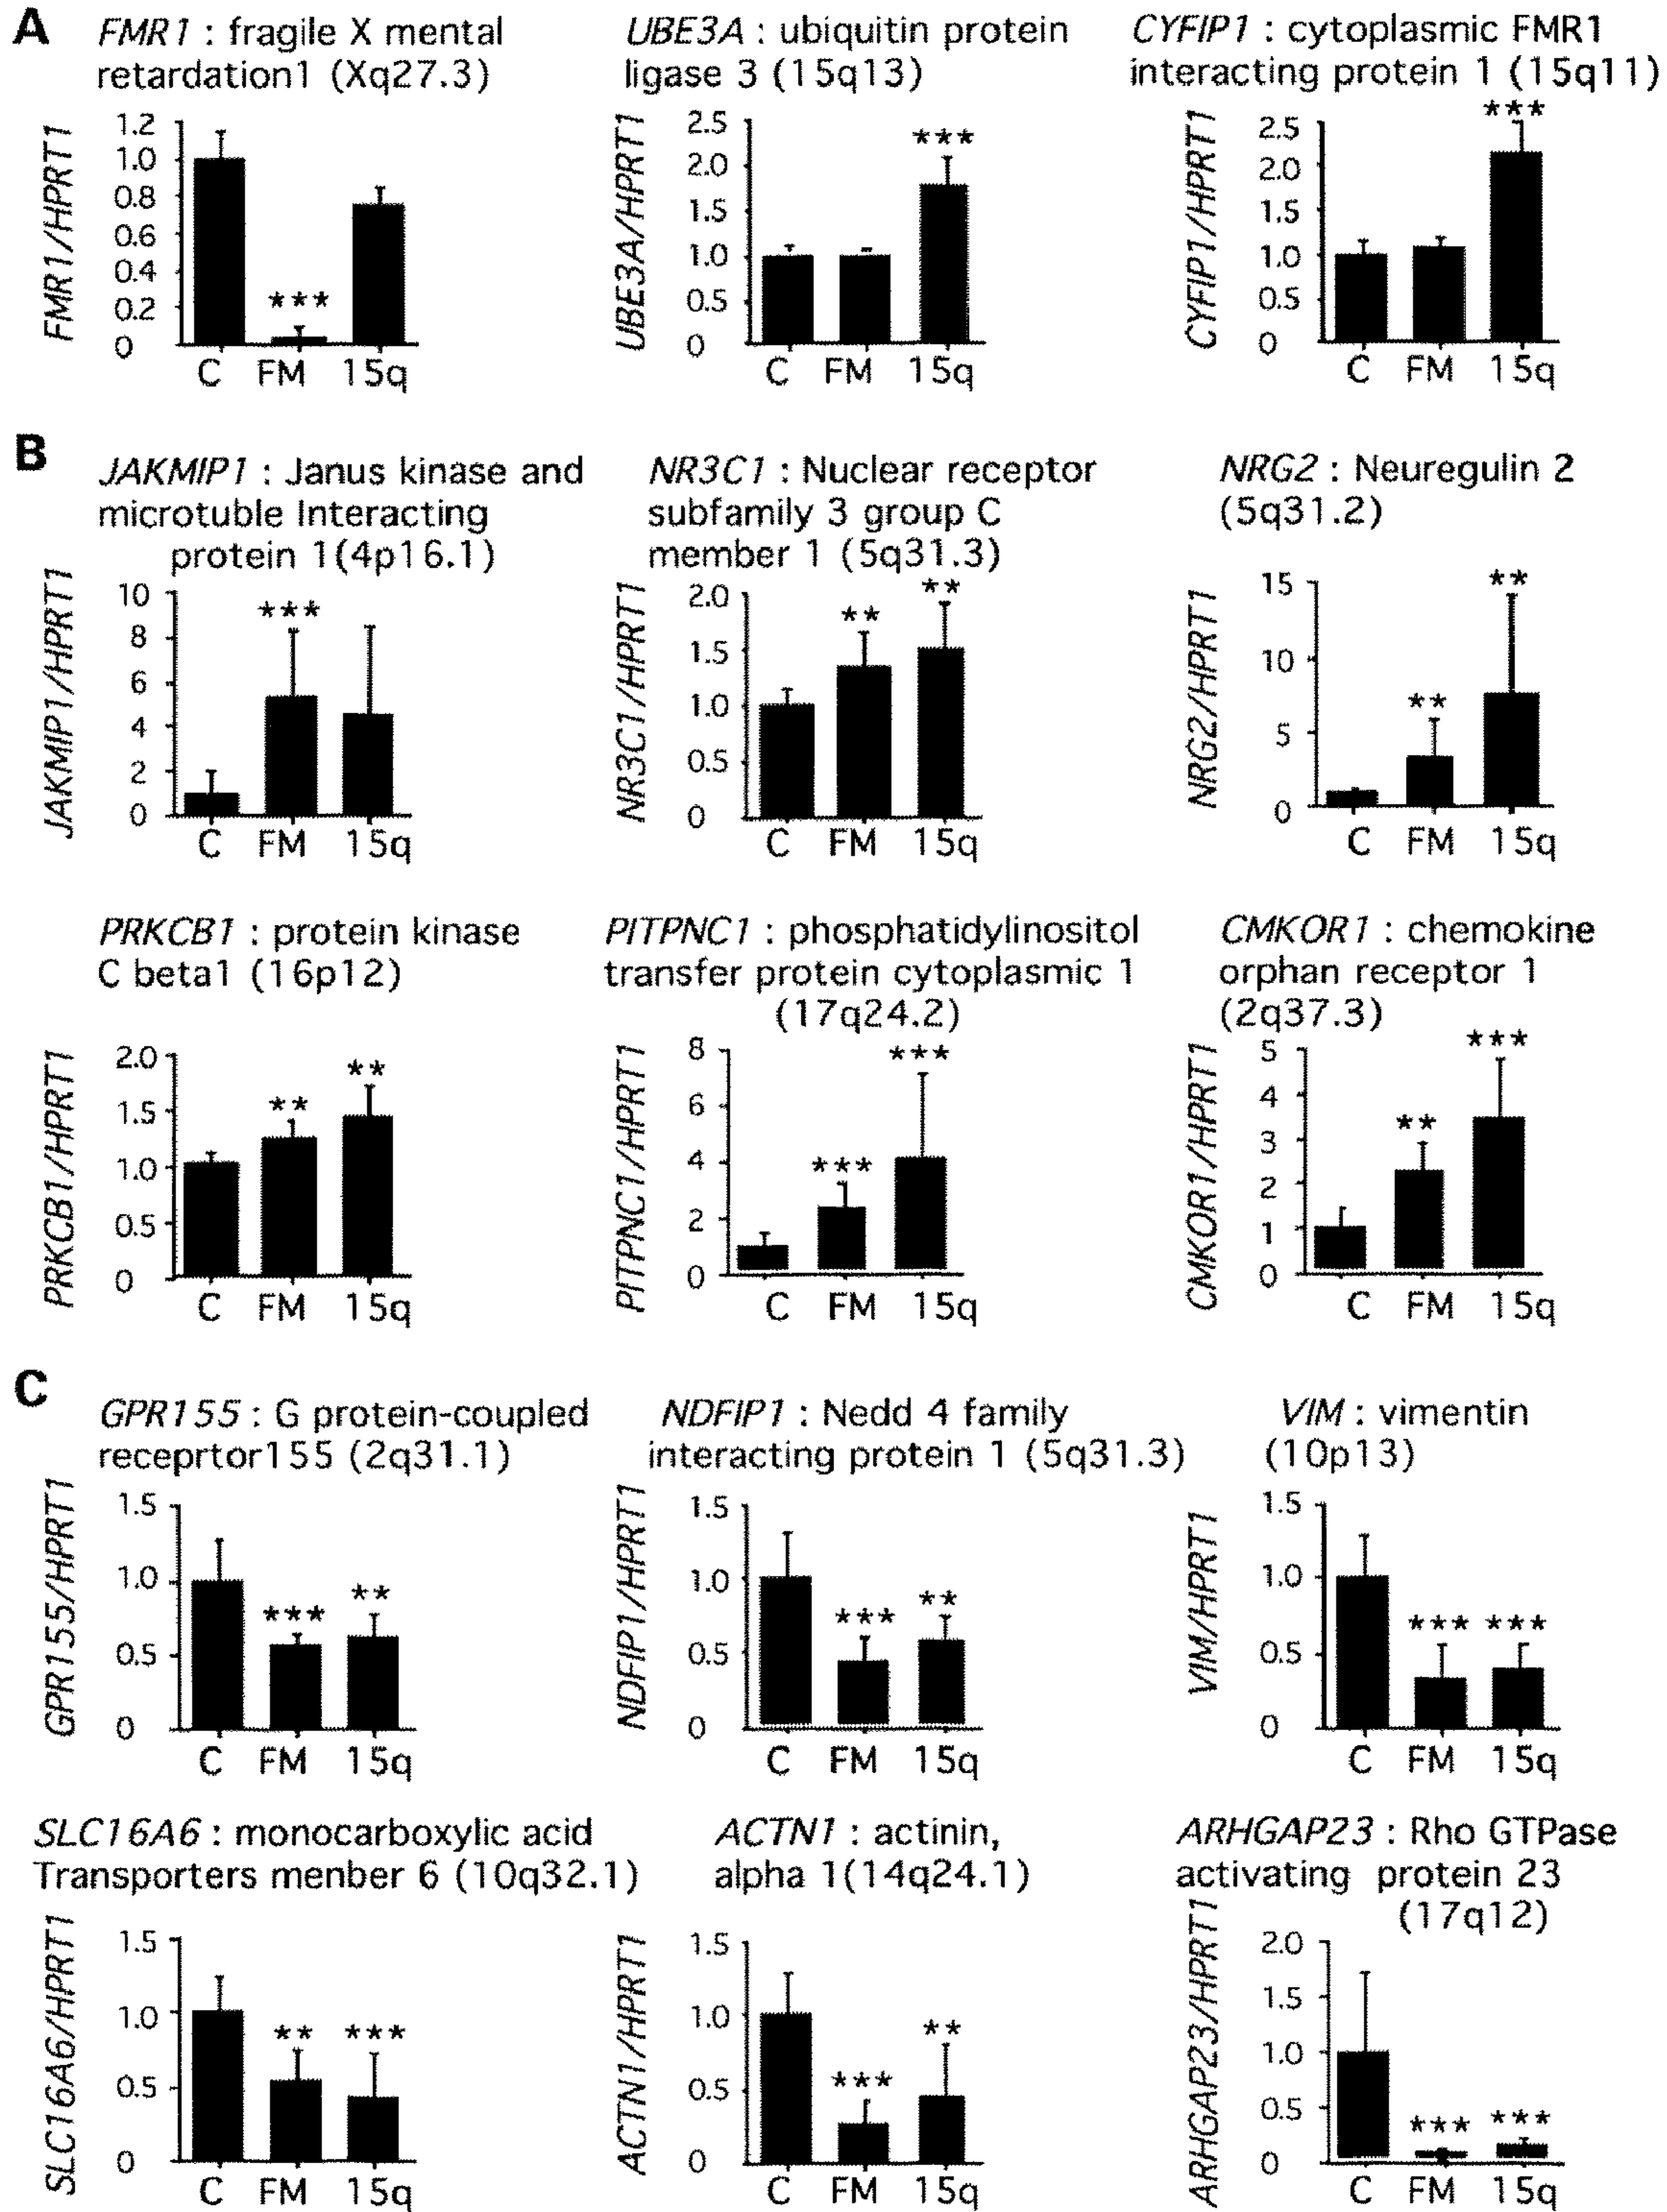 A
FMR1 : fragile X mental
retardation1 (Xq27.3)
FMR1/HPRT1
1.2
1.0
0.8
0.6
0.4
0.2
0
***
C FM 15q
UBE3A : ubiquitin protein
ligase 3 (15q13)
UBE3A/HPRT1
2.5
2.0
1.5
1.0
0.5
0
***
C FM 15q
CYFIP1 : cytoplasmic FMR1
interacting protein 1 (15q11)
CYFIP1/HPRT1
2.5
2.0
1.5
1.0
0.5
0
***
C FM 15q
B
JAKMIP1 : Janus kinase and
microtuble Interacting
protein 1(4p16.1)
JAKMIP1/HPRT1
10
8
6
4
2
0
***
C FM 15q
NR3C1 : Nuclear receptor
subfamily 3 group C
member 1 (5q31.3)
NR3C1/HPRT1
2.0
1.5
1.0
0.5
0
** **
C FM 15q
NRG2 : Neuregulin 2
(5q31.2)
NRG2/HPRT1
15
10
5
0
** **
C FM 15q
PRKCB1 : protein kinase
C beta1 (16p12)
PRKCB1/HPRT1
2.0
1.5
1.0
0.5
0
** **
C FM 15q
PITPNC1 : phosphatidylinositol
transfer protein cytoplasmic 1
(17q24.2)
PITPNC1/HPRT1
8
6
4
2
0
*** ***
C FM 15q
CMKOR1 : chemokine
orphan receptor 1
(2q37.3)
CMKOR1/HPRT1
5
4
3
2
1
0
** ***
C FM 15q
C
GPR155 : G protein-coupled
receprtor155 (2q31.1)
GPR155/HPRT1
1.5
1.0
0.5
0
*** **
C FM 15q
NDFIP1 : Nedd 4 family
interacting protein 1 (5q31.3)
NDFIP1/HPRT1
1.5
1.0
0.5
0
*** **
C FM 15q
VIM : vimentin
(10p13)
VIM/HPRT1
1.5
1.0
0.5
0
*** ***
C FM 15q
SLC16A6 : monocarboxylic acid
Transporters menber 6 (10q32.1)
SLC16A6/HPRT1
1.5
1.0
0.5
0
** ***
C FM 15q
ACTN1 : actinin,
alpha 1(14q24.1)
ACTN1/HPRT1
1.5
1.0
0.5
0
*** **
C FM 15q
ARHGAP23 : Rho GTPase
activating protein 23
(17q12)
ARHGAP23/HPRT1
2.0
1.5
1.0
0.5
0
*** ***
C FM 15q